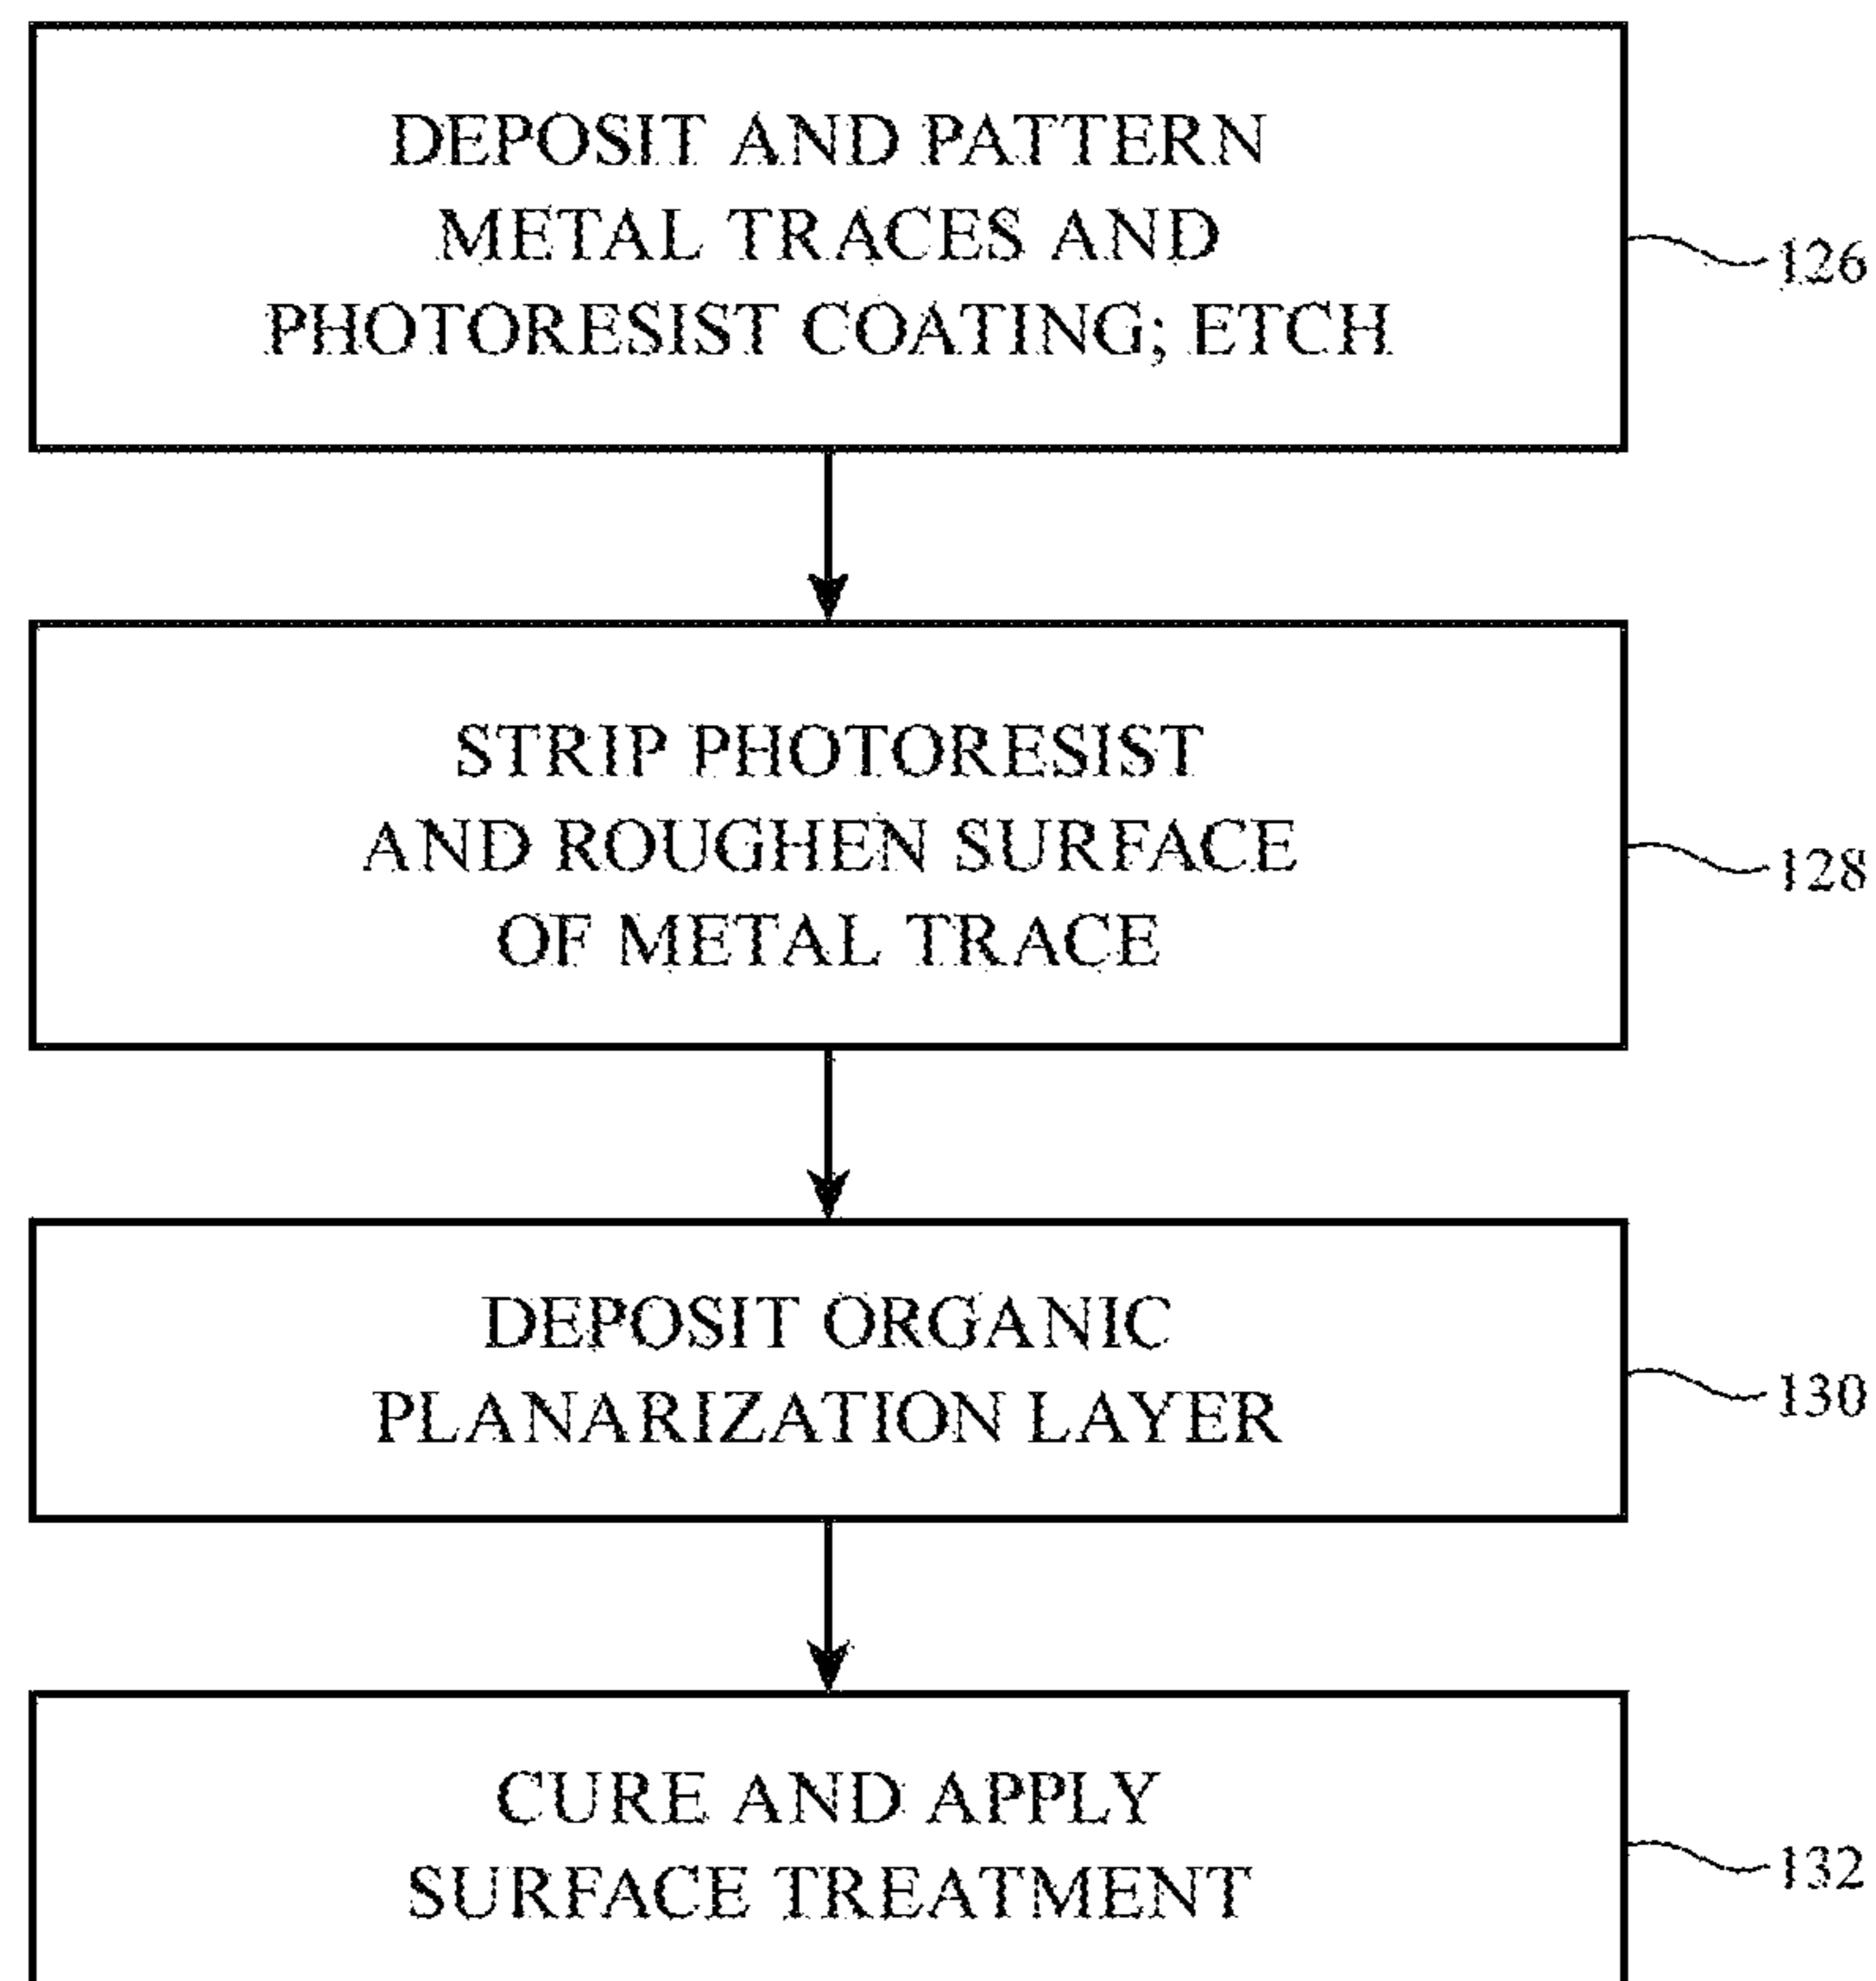 DEPOSIT AND PATTERN
METAL TRACES AND
PHOTORESIST COATING; ETCH
126
STRIP PHOTORESIST
AND ROUGHEN SURFACE
OF METAL TRACE
128
DEPOSIT ORGANIC
PLANARIZATION LAYER
130
CURE AND APPLY
SURFACE TREATMENT
132